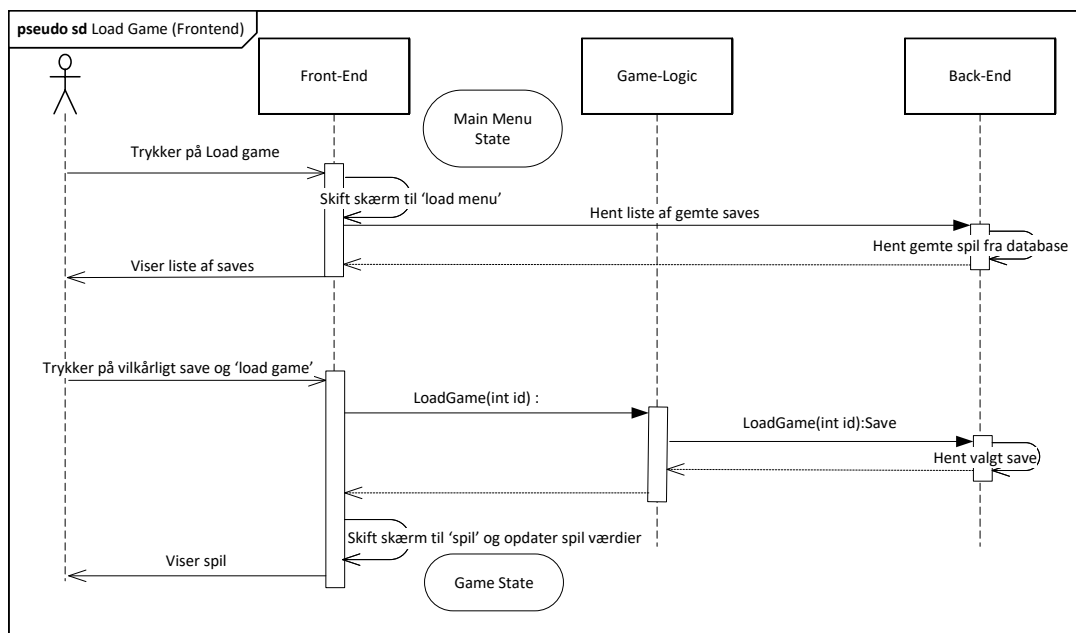 pseudo sd Load Game (Frontend)
Front-End
Game-Logic
Back-End
Main Menu
State
Trykker på Load game
Skift skærm til ‘load menu’
Hent liste af gemte saves
Hent gemte spil fra database
Viser liste af saves
Trykker på vilkårligt save og ‘load game’
LoadGame(int id) :
LoadGame(int id):Save
Hent valgt save
Skift skærm til ‘spil’ og opdater spil værdier
Viser spil
Game State